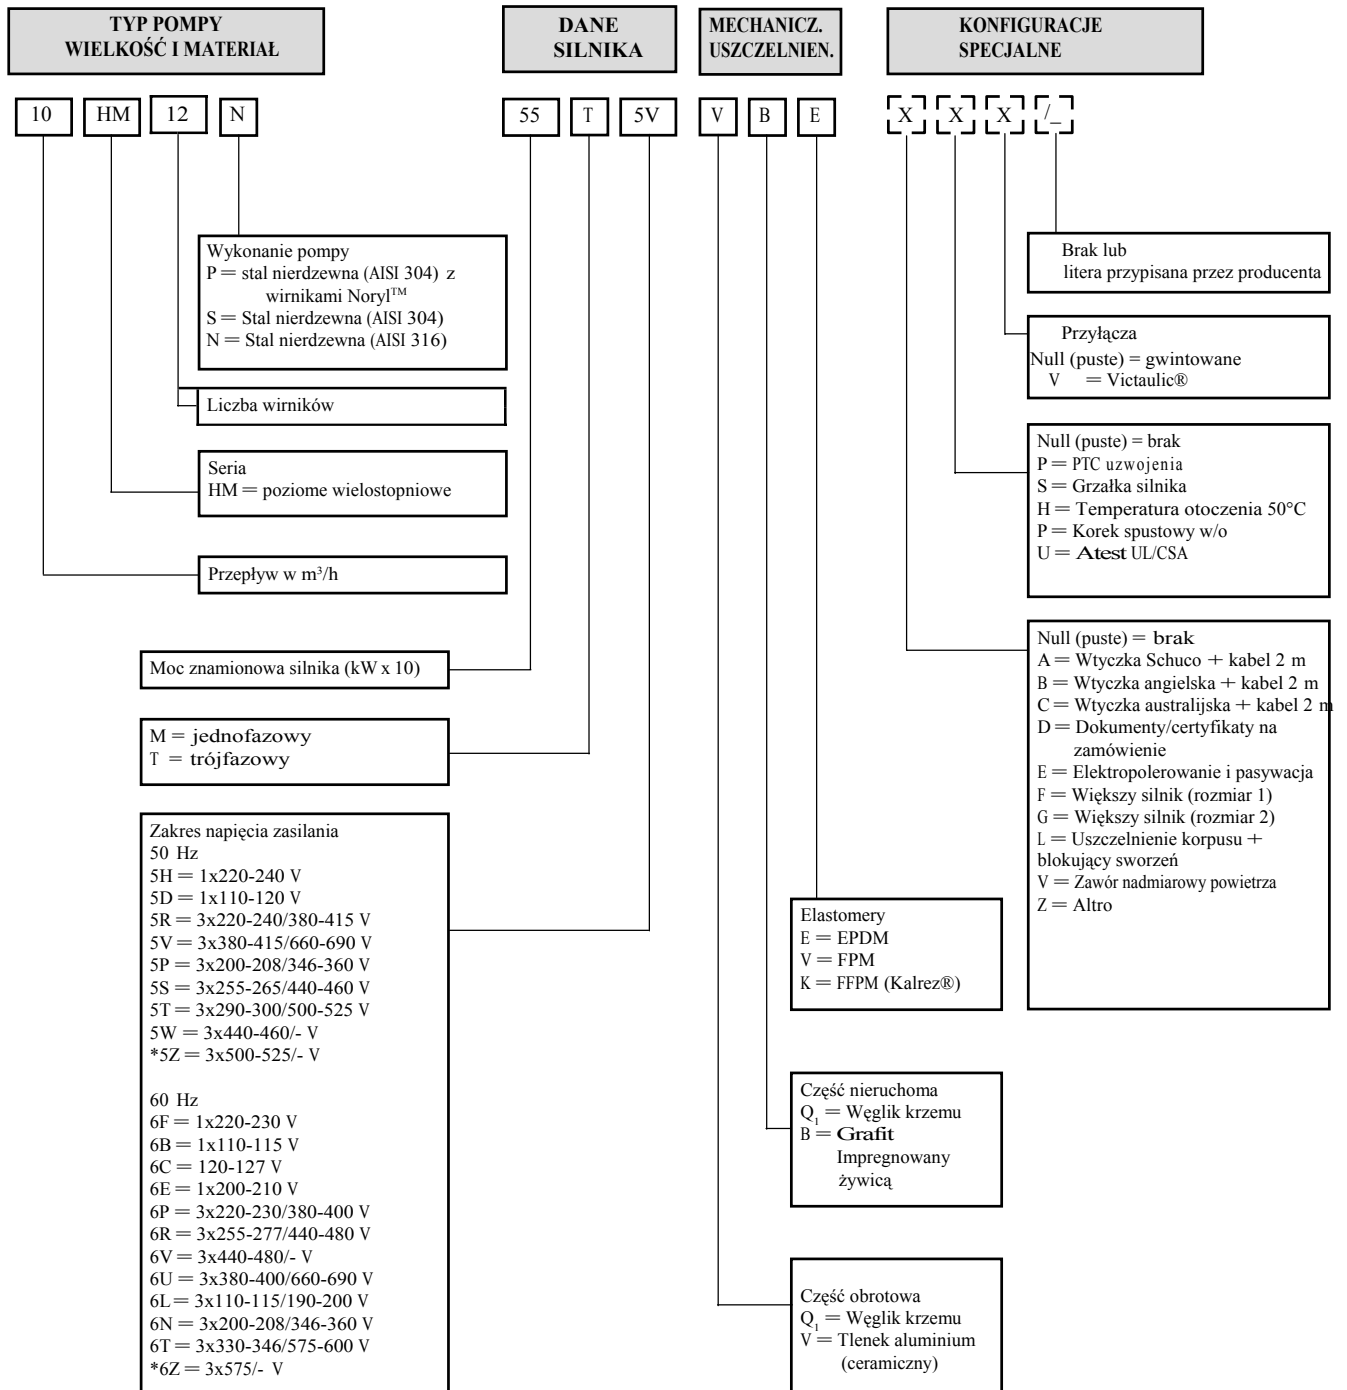 TYP POMPY
WIELKOŚĆ I MATERIAŁ
DANE
SILNIKA
MECHANICZ.
USZCZELNIEN.
KONFIGURACJE
SPECJALNE
10 HM 12 N 55 T 5V V B E X X X /_
Wykonanie pompy
P = stal nierdzewna (AISI 304) z
wirnikami Noryl™
S = Stal nierdzewna (AISI 304)
N = Stal nierdzewna (AISI 316)
Liczba wirników
Seria
HM = poziome wielostopniowe
Przepływ w m³/h
Moc znamionowa silnika (kW x 10)
M = jednofazowy
T = trójfazowy
Zakres napięcia zasilania
50 Hz
5H = 1x220-240 V
5D = 1x110-120 V
5R = 3x220-240/380-415 V
5V = 3x380-415/660-690 V
5P = 3x200-208/346-360 V
5S = 3x255-265/440-460 V
5T = 3x290-300/500-525 V
5W = 3x440-460/- V
*5Z = 3x500-525/- V
60 Hz
6F = 1x220-230 V
6B = 1x110-115 V
6C = 120-127 V
6E = 1x200-210 V
6P = 3x220-230/380-400 V
6R = 3x255-277/440-480 V
6V = 3x440-480/- V
6U = 3x380-400/660-690 V
6L = 3x110-115/190-200 V
6N = 3x200-208/346-360 V
6T = 3x330-346/575-600 V
*6Z = 3x575/- V
Elastomery
E = EPDM
V = FPM
K = FFPM (Kalrez®)
Część nieruchoma
Q₁ = Węglik krzemu
B = Grafit
Impregnowany
żywicą
Część obrotowa
Q₁ = Węglik krzemu
V = Tlenek aluminium
(ceramiczny)
Brak lub
litera przypisana przez producenta
Przyłącza
Null (puste) = gwintowane
V = Victaulic®
Null (puste) = brak
P = PTC uzwojenia
S = Grzałka silnika
H = Temperatura otoczenia 50°C
P = Korek spustowy w/o
U = Atest UL/CSA
Null (puste) = brak
A = Wtyczka Schuco + kabel 2 m
B = Wtyczka angielska + kabel 2 m
C = Wtyczka australijska + kabel 2 m
D = Dokumenty/certyfikaty na
zamówienie
E = Elektropolerowanie i pasywacja
F = Większy silnik (rozmiar 1)
G = Większy silnik (rozmiar 2)
L = Uszczelnienie korpusu +
blokujący sworzeń
V = Zawór nadmiarowy powietrza
Z = Altro